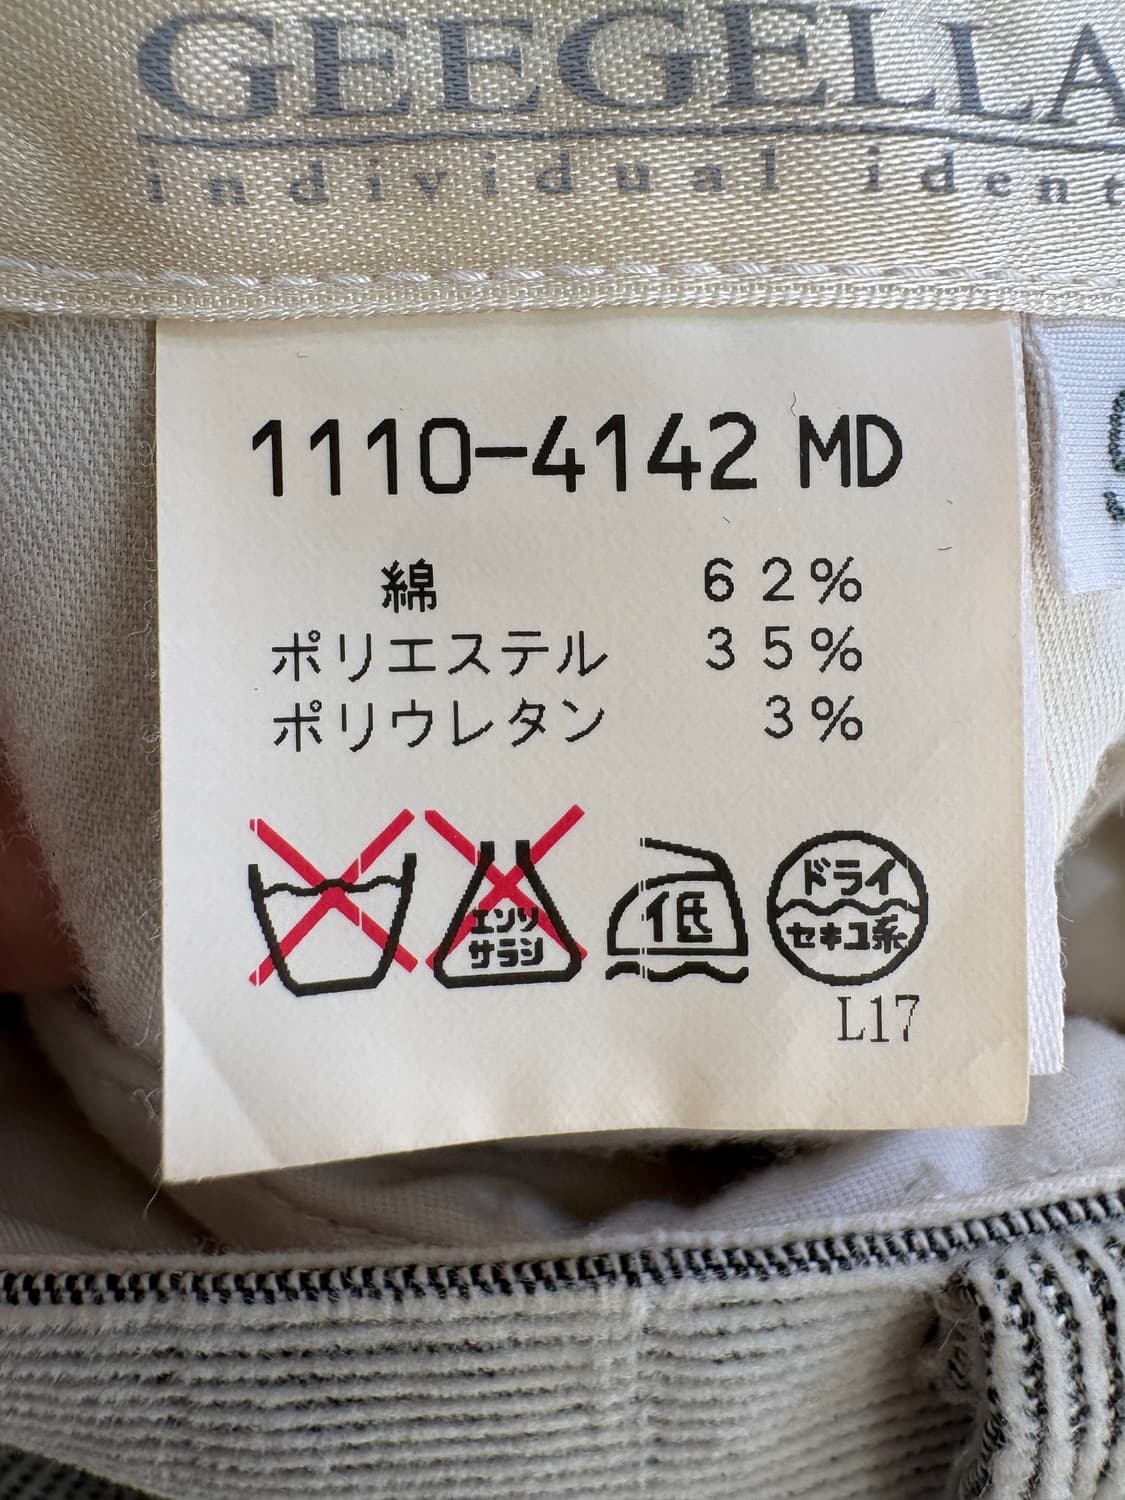 GEEGELLA
individual ident
1110-4142 MD
綿 62%
ポリエステル 35%
ポリウレタン 3%
エンソ
サラシ
低
ドライ
セキユ系
L17